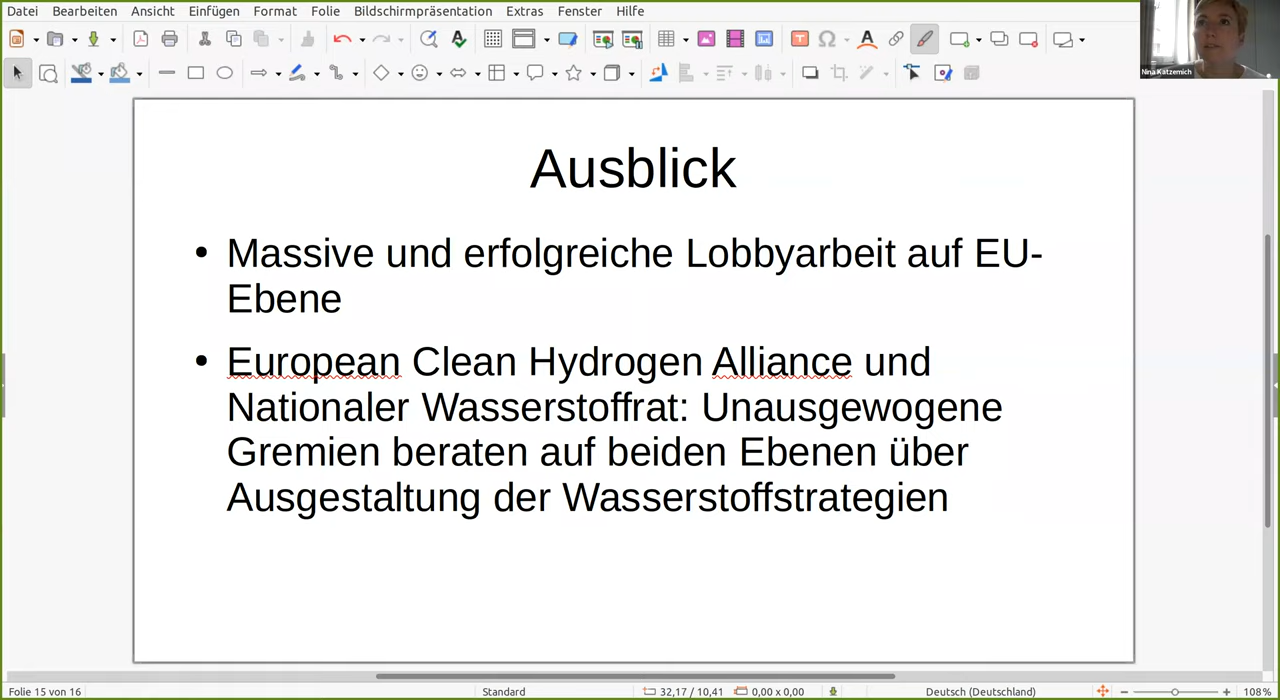 Datei Bearbeiten Ansicht Einfügen Format Folie Bildschirmpräsentation Extras Fenster Hilfe
Nina Katzemich
Ausblick
• Massive und erfolgreiche Lobbyarbeit auf EU-
Ebene
• European Clean Hydrogen Alliance und
Nationaler Wasserstoffrat: Unausgewogene
Gremien beraten auf beiden Ebenen über
Ausgestaltung der Wasserstoffstrategien
Folie 15 von 16 Standard 32,17 / 10,41 0,00 x 0,00 Deutsch (Deutschland) 108%